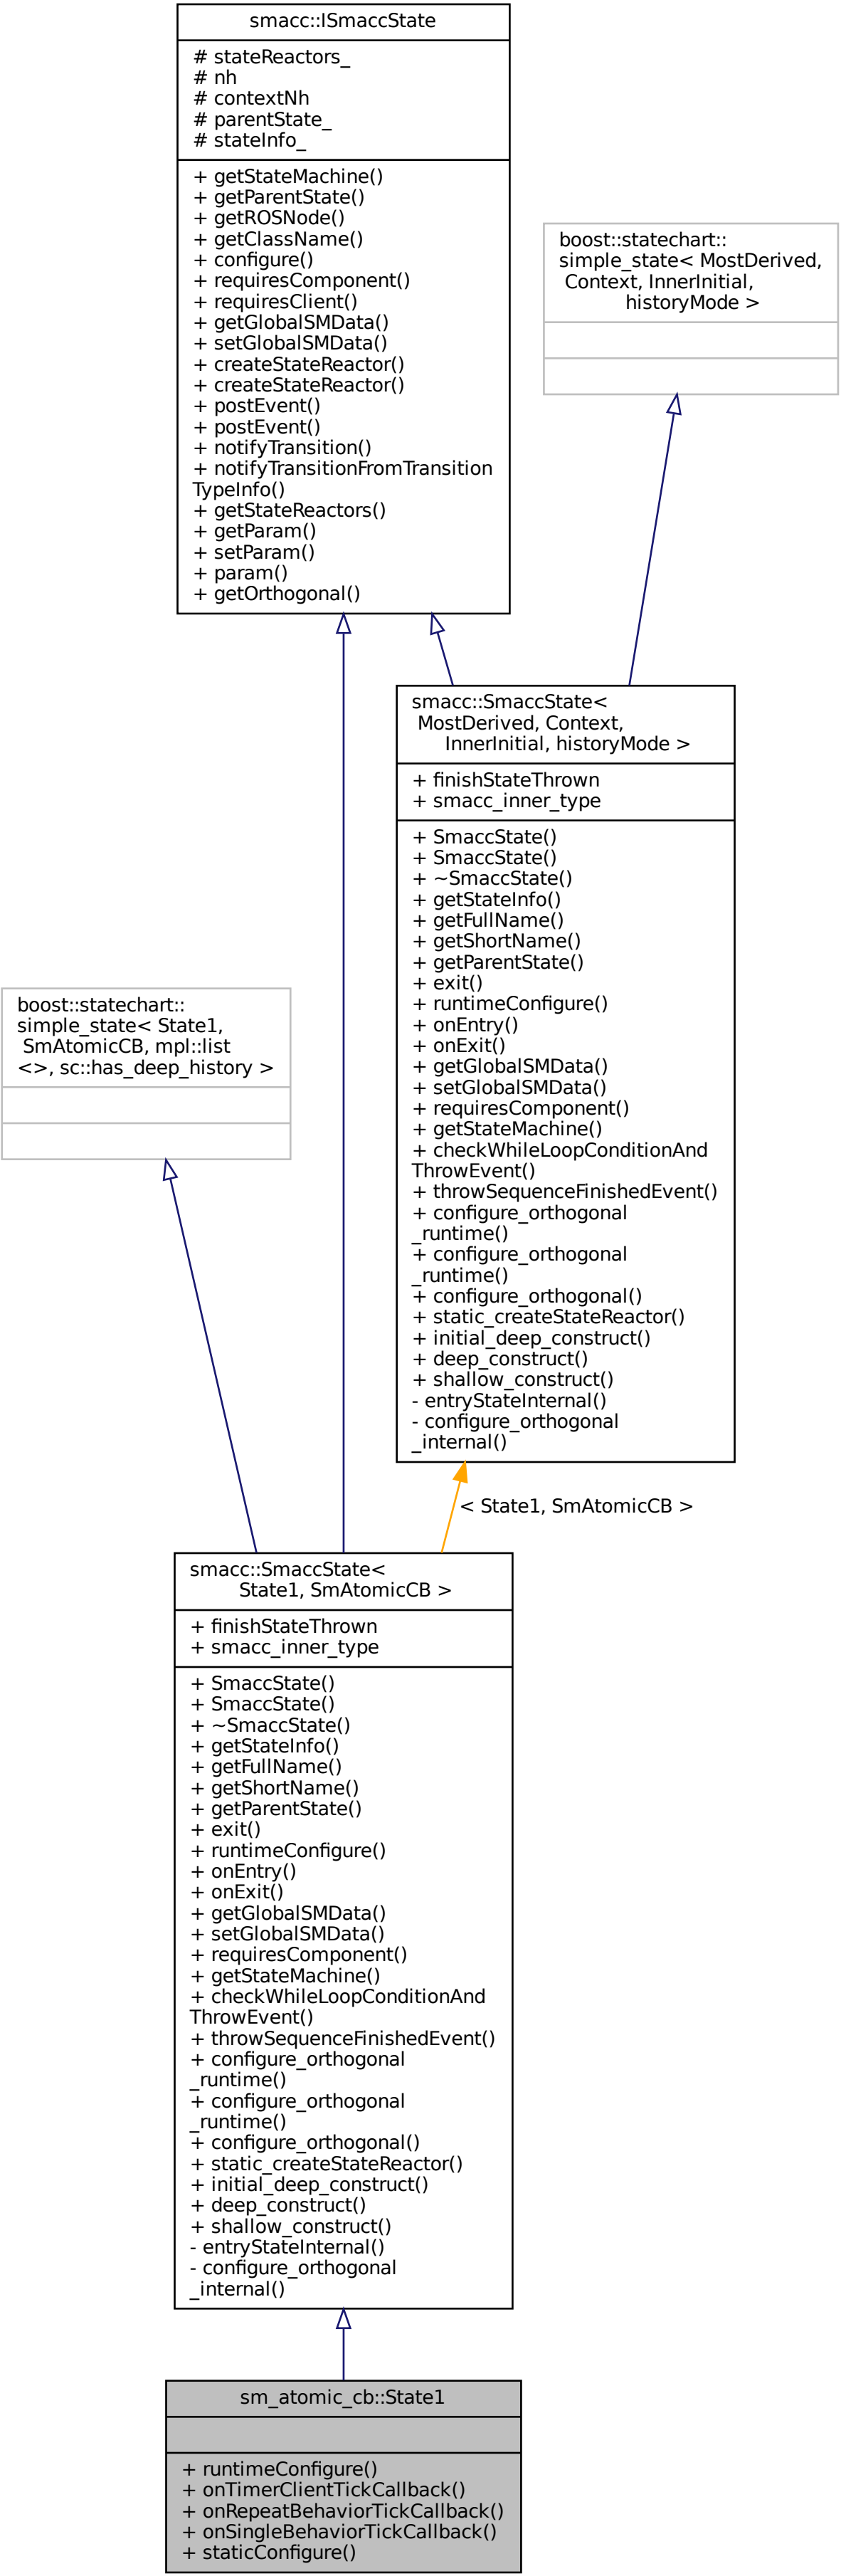 smacc::ISmaccState
# stateReactors_
# nh
# contextNh
# parentState_
# stateInfo_
+ getStateMachine()
+ getParentState()
+ getROSNode()
+ getClassName()
+ configure()
+ requiresComponent()
+ requiresClient()
+ getGlobalSMData()
+ setGlobalSMData()
+ createStateReactor()
+ createStateReactor()
+ postEvent()
+ postEvent()
+ notifyTransition()
+ notifyTransitionFromTransition
TypeInfo()
+ getStateReactors()
+ getParam()
+ setParam()
+ param()
+ getOrthogonal()
boost::statechart::
simple_state< MostDerived,
Context, InnerInitial,
historyMode >
smacc::SmaccState<
MostDerived, Context,
InnerInitial, historyMode >
+ finishStateThrown
+ smacc_inner_type
+ SmaccState()
+ SmaccState()
+ ~SmaccState()
+ getStateInfo()
+ getFullName()
+ getShortName()
+ getParentState()
+ exit()
+ runtimeConfigure()
+ onEntry()
+ onExit()
+ getGlobalSMData()
+ setGlobalSMData()
+ requiresComponent()
+ getStateMachine()
+ checkWhileLoopConditionAnd
ThrowEvent()
+ throwSequenceFinishedEvent()
+ configure_orthogonal
_runtime()
+ configure_orthogonal
_runtime()
+ configure_orthogonal()
+ static_createStateReactor()
+ initial_deep_construct()
+ deep_construct()
+ shallow_construct()
- entryStateInternal()
- configure_orthogonal
_internal()
boost::statechart::
simple_state< State1,
SmAtomicCB, mpl::list
<>, sc::has_deep_history >
< State1, SmAtomicCB >
smacc::SmaccState<
State1, SmAtomicCB >
+ finishStateThrown
+ smacc_inner_type
+ SmaccState()
+ SmaccState()
+ ~SmaccState()
+ getStateInfo()
+ getFullName()
+ getShortName()
+ getParentState()
+ exit()
+ runtimeConfigure()
+ onEntry()
+ onExit()
+ getGlobalSMData()
+ setGlobalSMData()
+ requiresComponent()
+ getStateMachine()
+ checkWhileLoopConditionAnd
ThrowEvent()
+ throwSequenceFinishedEvent()
+ configure_orthogonal
_runtime()
+ configure_orthogonal
_runtime()
+ configure_orthogonal()
+ static_createStateReactor()
+ initial_deep_construct()
+ deep_construct()
+ shallow_construct()
- entryStateInternal()
- configure_orthogonal
_internal()
sm_atomic_cb::State1
+ runtimeConfigure()
+ onTimerClientTickCallback()
+ onRepeatBehaviorTickCallback()
+ onSingleBehaviorTickCallback()
+ staticConfigure()